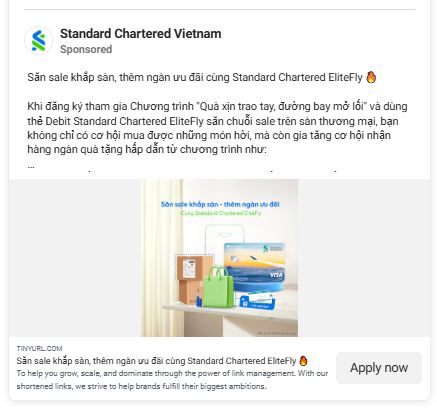 Standard Chartered Vietnam
Sponsored
Săn sale khắp sàn, thêm ngàn ưu đãi cùng Standard Chartered EliteFly 🔥
Khi đăng ký tham gia Chương trình "Quà xịn trao tay, đường bay mở lối" và dùng
thẻ Debit Standard Chartered EliteFly săn chuỗi sale trên sàn thương mại, bạn
không chỉ có cơ hội mua được những món hời, mà còn gia tăng cơ hội nhận
hàng ngàn quà tặng hấp dẫn từ chương trình như:
...
Săn sale khắp sàn - thêm ngàn ưu đãi
Cùng Standard Chartered EliteFly
VISA
TINYURL.COM
Săn sale khắp sàn, thêm ngàn ưu đãi cùng Standard Chartered EliteFly 🔥
To help you grow, scale, and dominate through the power of link management. With our
shortened links, we strive to help brands fulfill their biggest ambitions.
Apply now